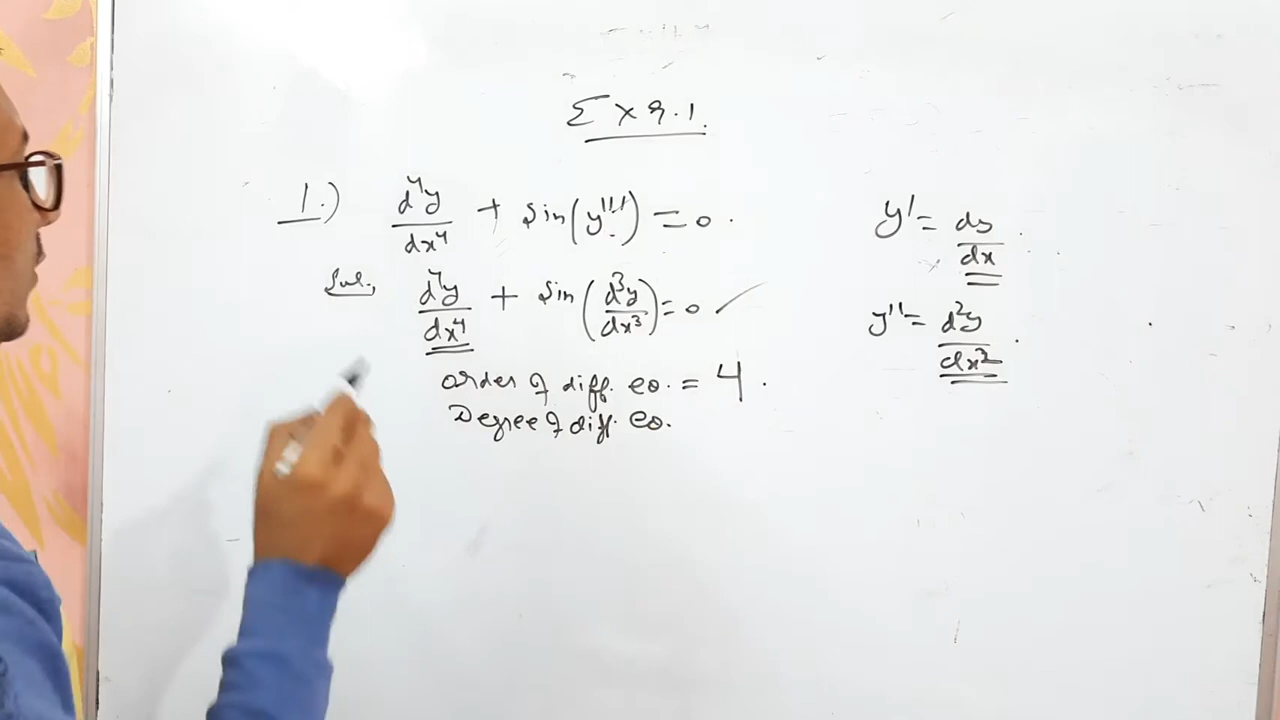 Ex 9.1.
1.) d⁴y/dx⁴ + Sin(y''') = 0.
Sol. d⁴y/dx⁴ + Sin(d³y/dx³) = 0 ✓
Order of diff. eq. = 4.
Degree of diff. eq.
y' = dy/dx.
y'' = d²y/dx².